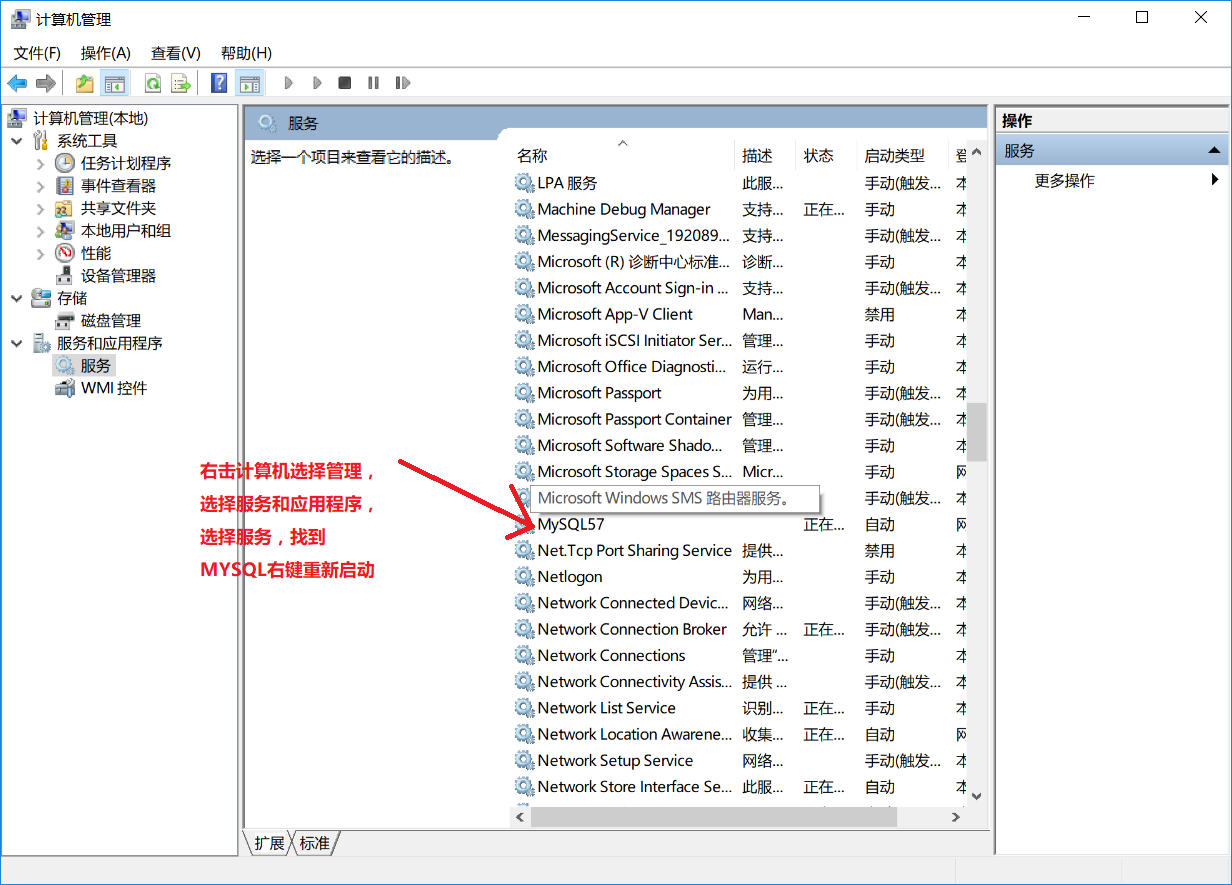 计算机管理
文件(F) 操作(A) 查看(V) 帮助(H)
计算机管理(本地)
系统工具
任务计划程序
事件查看器
共享文件夹
本地用户和组
性能
设备管理器
存储
磁盘管理
服务和应用程序
服务
WMI 控件
右击计算机选择管理，
选择服务和应用程序，
选择服务，找到
MYSQL右键重新启动
服务
选择一个项目来查看它的描述。
名称 描述 状态 启动类型 登
LPA 服务 此服... 手动(触发... 本
Machine Debug Manager 支持... 正在... 手动 本
MessagingService_192089... 支持... 手动(触发... 本
Microsoft (R) 诊断中心标准... 诊断... 手动 本
Microsoft Account Sign-in ... 支持... 手动(触发... 本
Microsoft App-V Client Man... 禁用 本
Microsoft iSCSI Initiator Ser... 管理... 手动 本
Microsoft Office Diagnosti... 运行... 手动 本
Microsoft Passport 为用... 手动(触发... 本
Microsoft Passport Container 管理... 手动(触发... 本
Microsoft Software Shado... 管理... 手动 本
Microsoft Storage Spaces S... Micr... 手动 网
Microsoft Windows SMS 路由器服务。 手动(触发... 本
MySQL57 正在... 自动 网
Net.Tcp Port Sharing Service 提供... 禁用 本
Netlogon 为用... 手动 本
Network Connected Devic... 网络... 手动(触发... 本
Network Connection Broker 允许 ... 正在... 手动(触发... 本
Network Connections 管理“... 手动 本
Network Connectivity Assis... 提供 ... 手动(触发... 本
Network List Service 识别... 正在... 手动 本
Network Location Awarene... 收集... 正在... 自动 网
Network Setup Service 网络... 手动(触发... 本
Network Store Interface Se... 此服... 正在... 自动 本
扩展 标准
操作
服务
更多操作